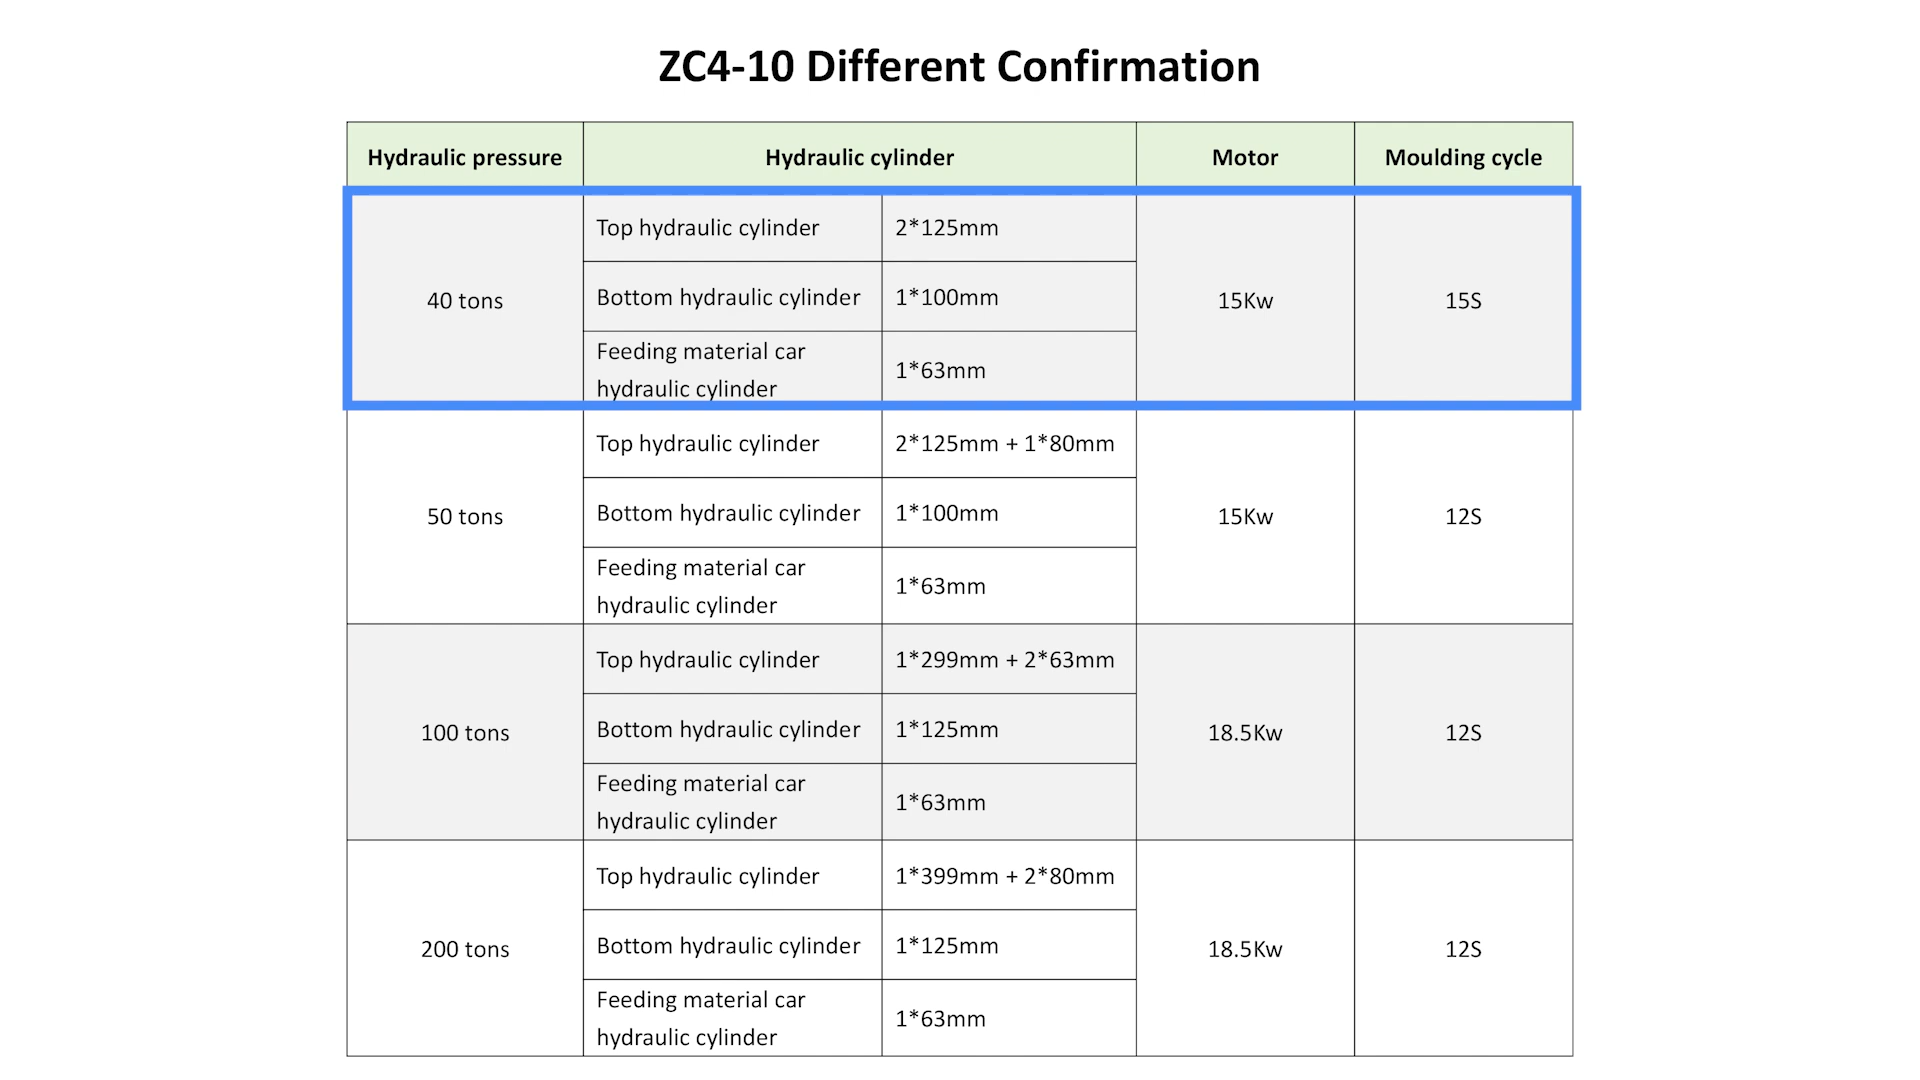 ZC4-10 Different Confirmation
Hydraulic pressure Hydraulic cylinder Motor Moulding cycle
40 tons
Top hydraulic cylinder 2*125mm
Bottom hydraulic cylinder 1*100mm
Feeding material car
hydraulic cylinder
1*63mm
15Kw
15S
50 tons
Top hydraulic cylinder 2*125mm + 1*80mm
Bottom hydraulic cylinder 1*100mm
Feeding material car
hydraulic cylinder
1*63mm
15Kw
12S
100 tons
Top hydraulic cylinder 1*299mm + 2*63mm
Bottom hydraulic cylinder 1*125mm
Feeding material car
hydraulic cylinder
1*63mm
18.5Kw
12S
200 tons
Top hydraulic cylinder 1*399mm + 2*80mm
Bottom hydraulic cylinder 1*125mm
Feeding material car
hydraulic cylinder
1*63mm
18.5Kw
12S